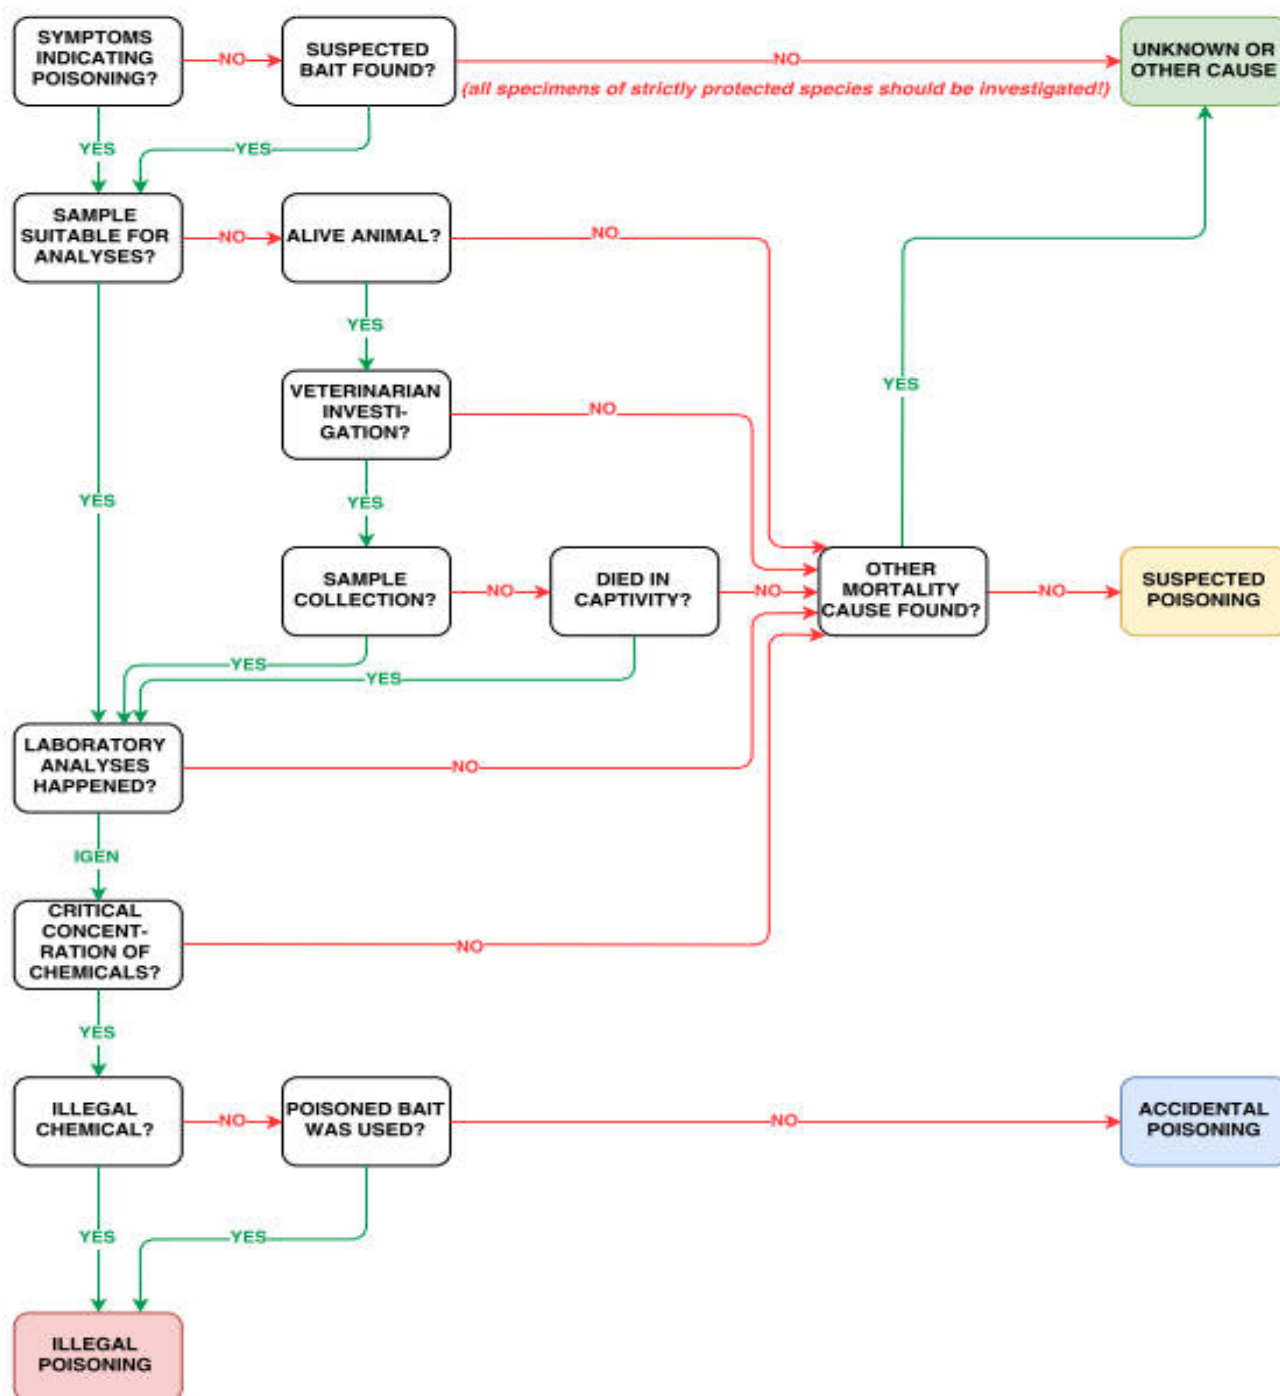 SYMPTOMS
INDICATING
POISONING?
NO
SUSPECTED
BAIT FOUND?
NO
(all specimens of strictly protected species should be investigated!)
UNKNOWN OR
OTHER CAUSE
YES
YES
SAMPLE
SUITABLE FOR
ANALYSES?
NO
ALIVE ANIMAL?
NO
YES
VETERINARIAN
INVESTI-
GATION?
NO
YES
YES
YES
SAMPLE
COLLECTION?
NO
DIED IN
CAPTIVITY?
NO
OTHER
MORTALITY
CAUSE FOUND?
NO
SUSPECTED
POISONING
YES
YES
LABORATORY
ANALYSES
HAPPENED?
NO
IGEN
CRITICAL
CONCENT-
RATION OF
CHEMICALS?
NO
YES
ILLEGAL
CHEMICAL?
NO
POISONED BAIT
WAS USED?
NO
ACCIDENTAL
POISONING
YES
YES
ILLEGAL
POISONING